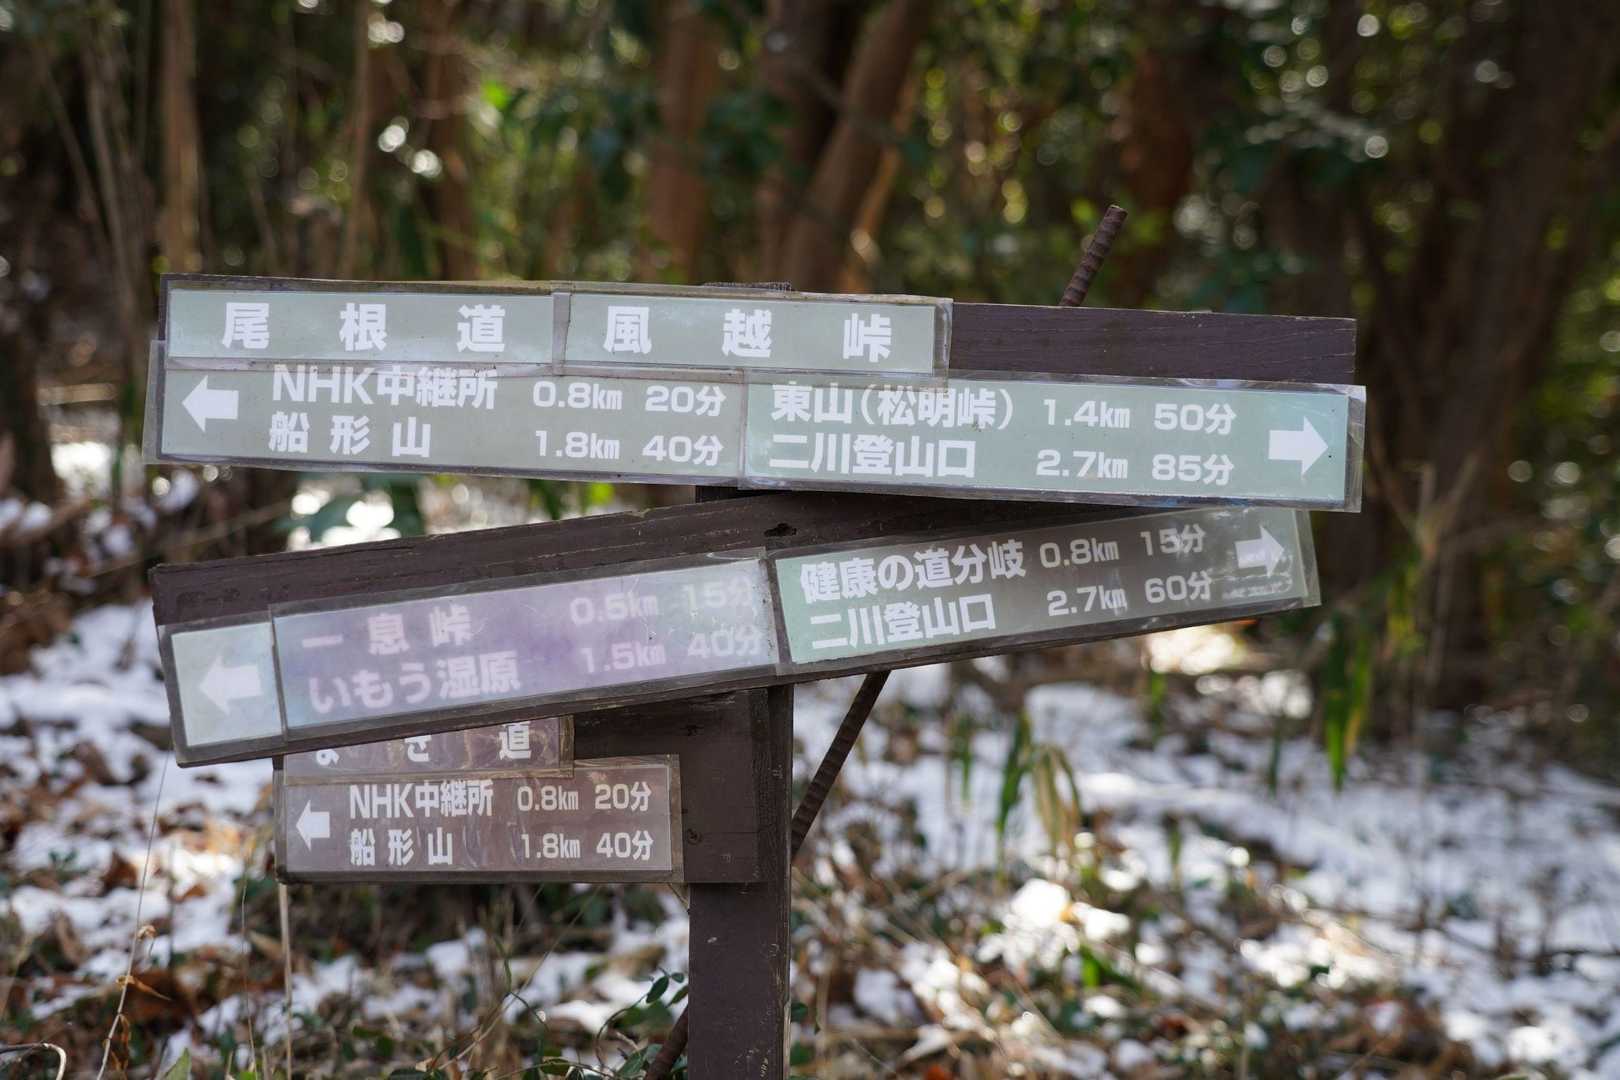 尾根道 風越峠
NHK中継所 0.8km 20分
船形山 1.8km 40分
東山(松明峠) 1.4km 50分
二川登山口 2.7km 85分
一息峠 0.5km 15分
いもう湿原 1.5km 40分
健康の道分岐 0.8km 15分
二川登山口 2.7km 60分
道
NHK中継所 0.8km 20分
船形山 1.8km 40分